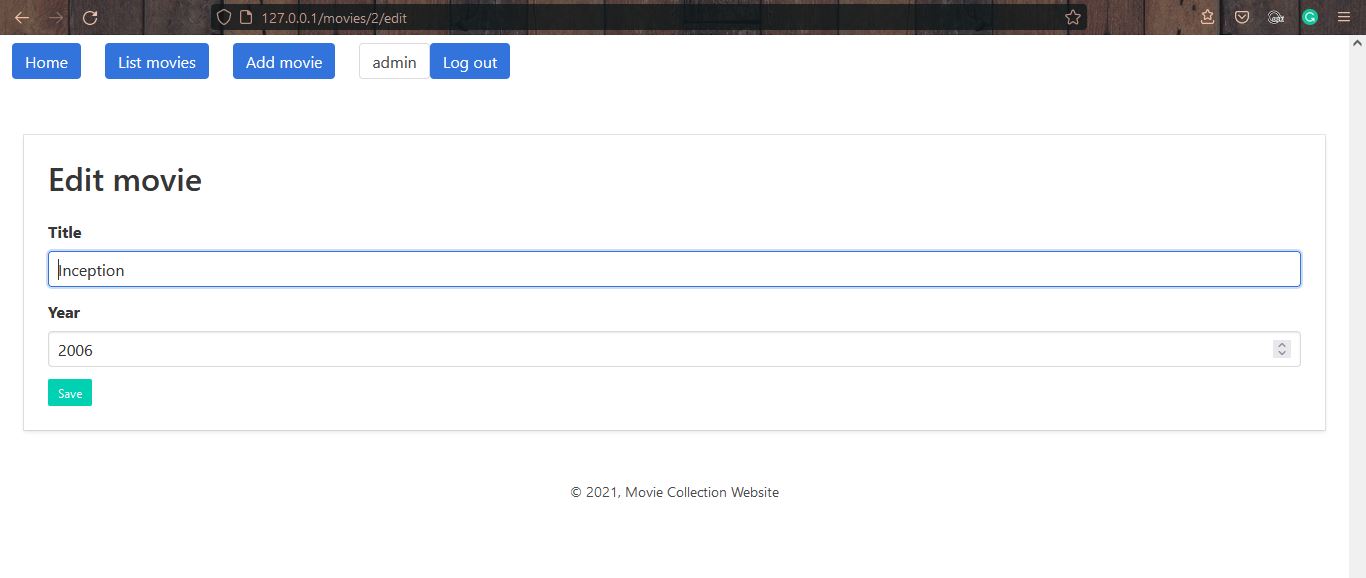 127.0.0.1/movies/2/edit
Home List movies Add movie admin Log out
Edit movie
Title
Inception
Year
2006
Save
© 2021, Movie Collection Website